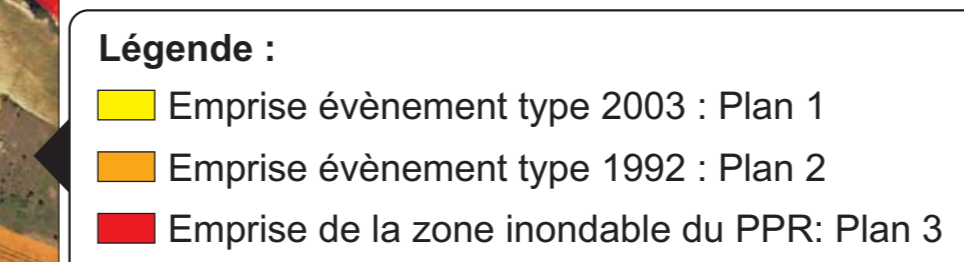 Légende :
Emprise évènement type 2003 : Plan 1
Emprise évènement type 1992 : Plan 2
Emprise de la zone inondable du PPR: Plan 3